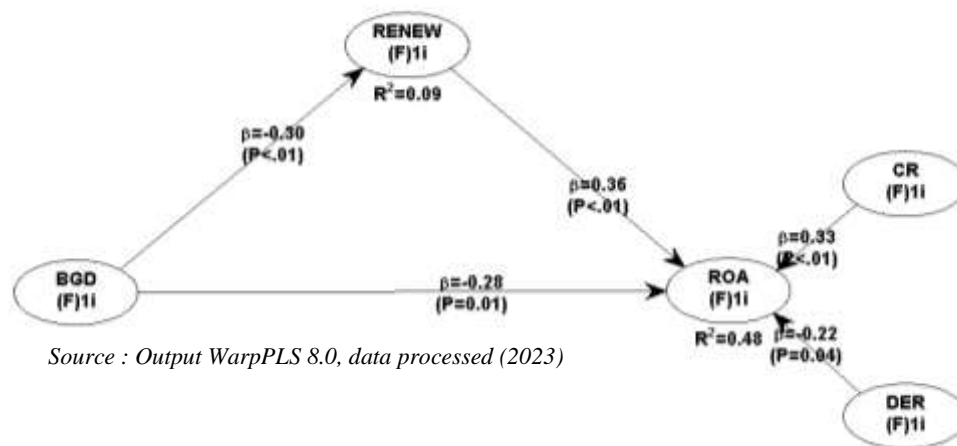 RENEW
(F)1i
R²=0.09
β=-0.30
(P<.01)
β=0.36
(P<.01)
CR
(F)1i
β=0.33
(P<.01)
BGD
(F)1i
β=-0.28
(P=0.01)
ROA
(F)1i
R²=0.48
β=-0.22
(P=0.04)
Source : Output WarpPLS 8.0, data processed (2023)
DER
(F)1i